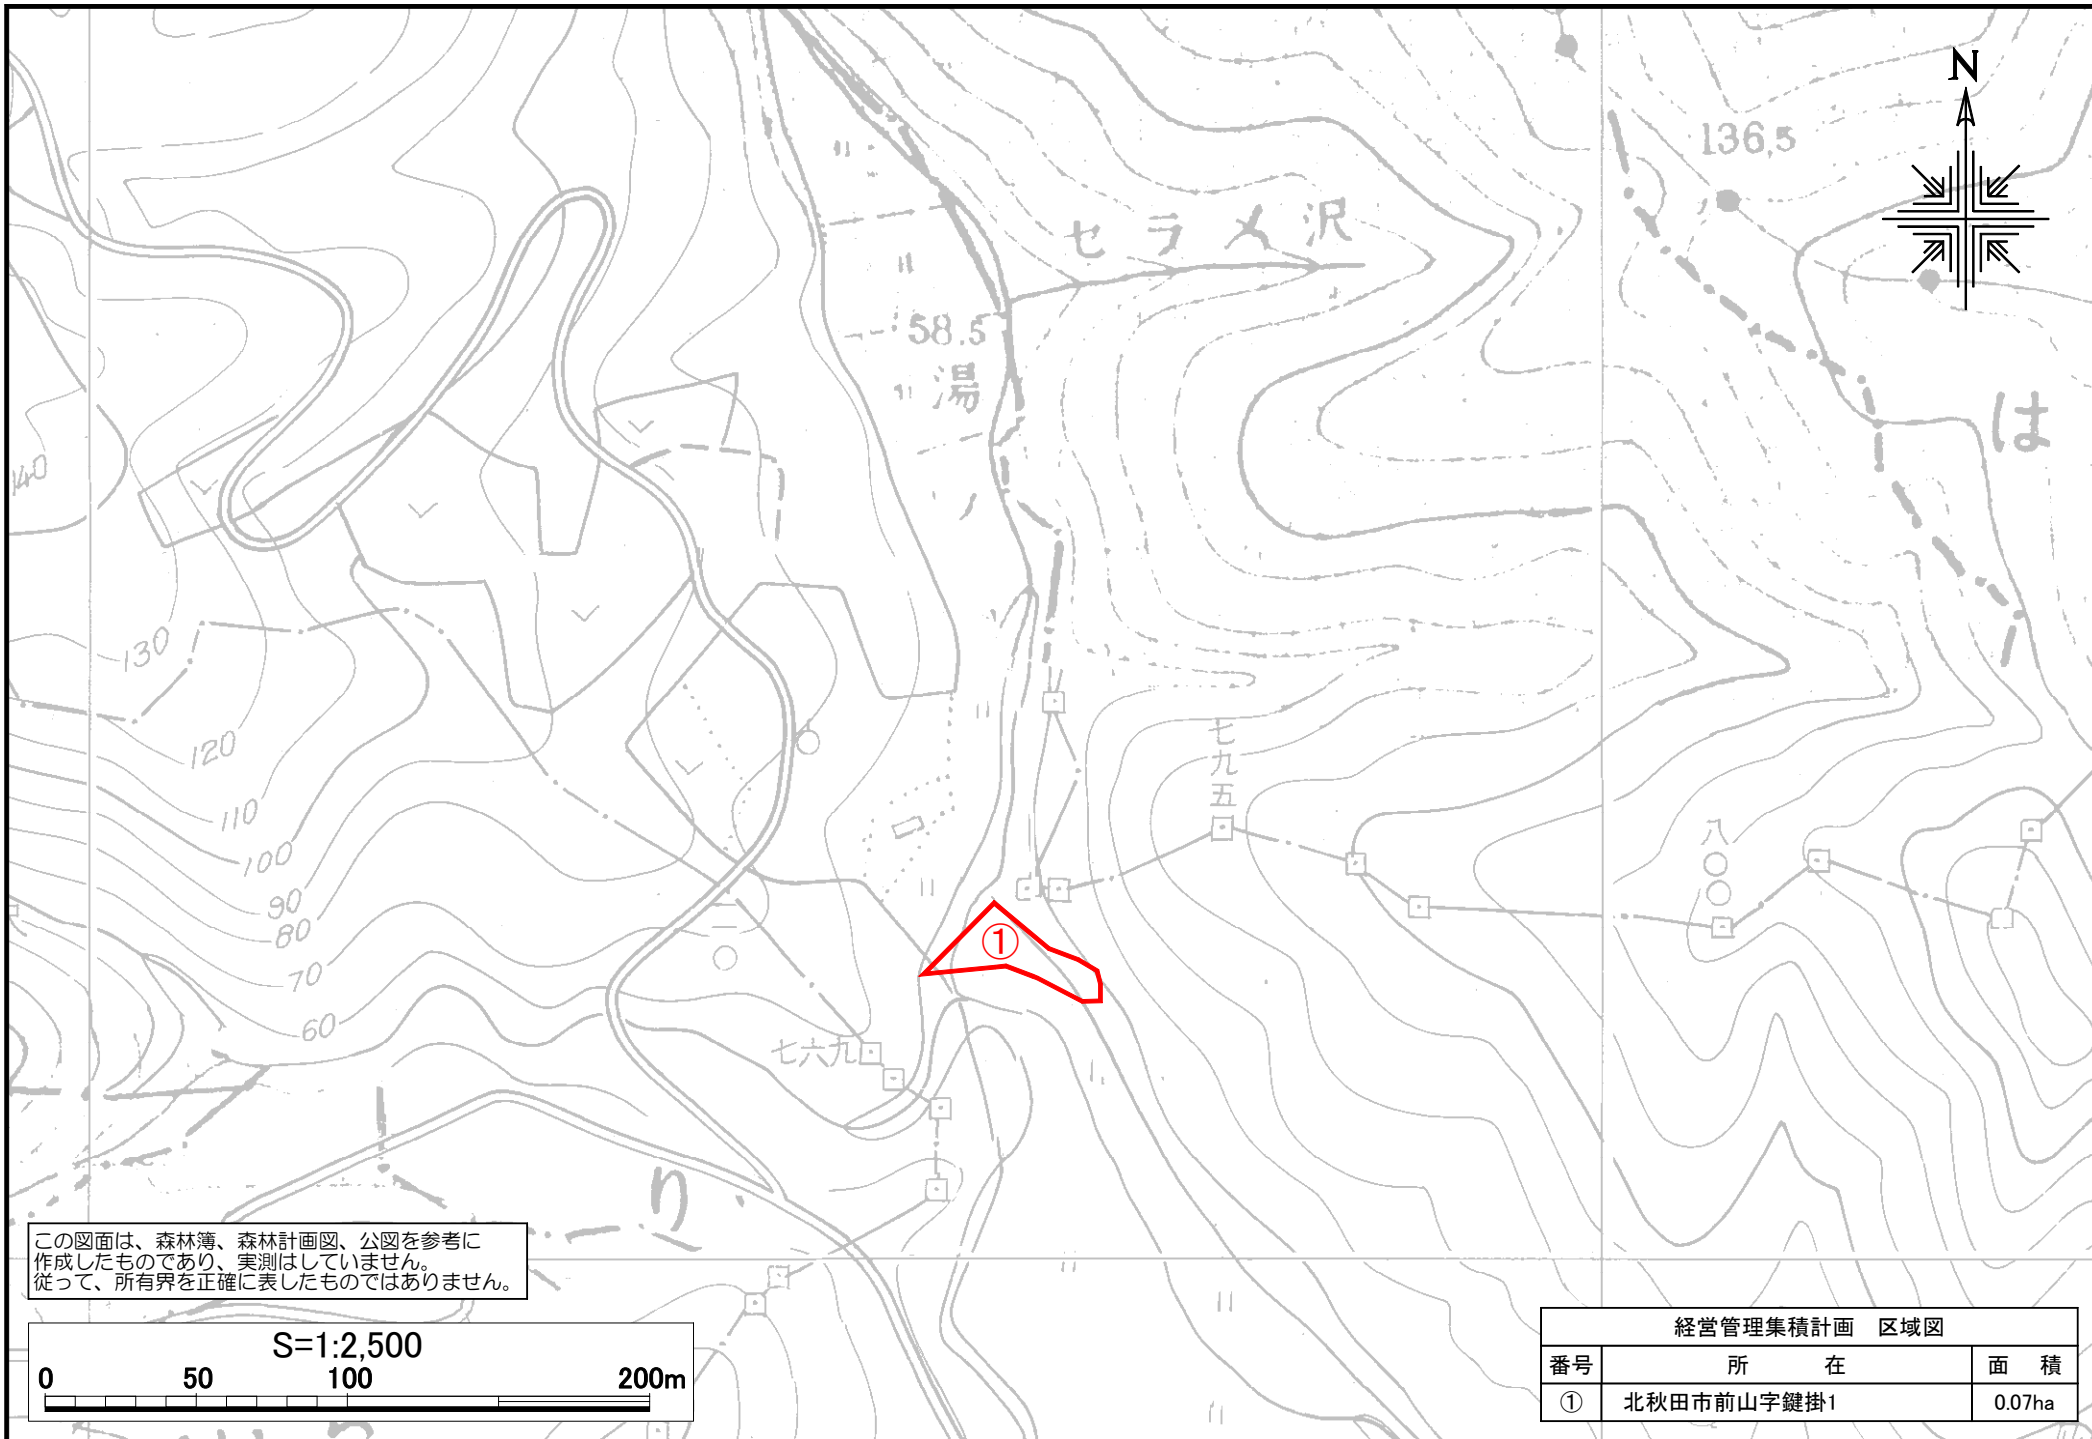 N
136,5
セラメ沢
58.5
湯
ノ
は
140
130
七九五
120
110
八〇〇
100
90
80
①
70
一〇
60
七六九
り
この図面は、森林簿、森林計画図、公図を参考に
作成したものであり、実測はしていません。
従って、所有界を正確に表したものではありません。
S=1:2,500
0 50 100 200m
経営管理集積計画 区域図
番号 所在 面積
① 北秋田市前山字鍵掛1 0.07ha